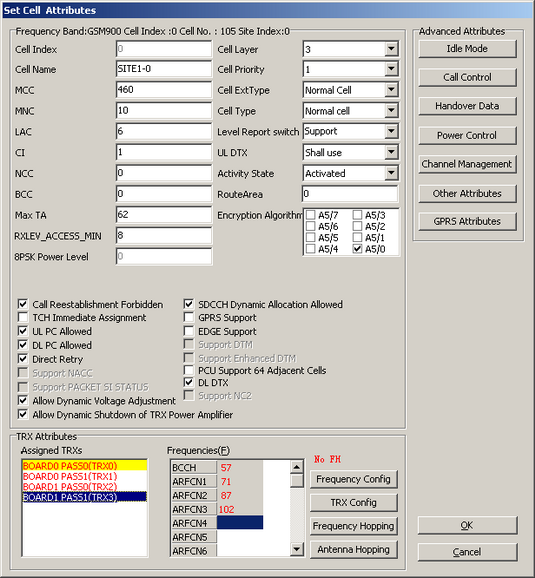 Set Cell Attributes
Frequency Band:GSM900 Cell Index :0 Cell No. : 105 Site Index:0
Cell Index 0
Cell Name SITE1-0
MCC 460
MNC 10
LAC 6
CI 1
NCC 0
BCC 0
Max TA 62
RXLEV_ACCESS_MIN 8
8PSK Power Level 0
Cell Layer 3
Cell Priority 1
Cell ExtType Normal Cell
Cell Type Normal cell
Level Report switch Support
UL DTX Shall use
Activity State Activated
RouteArea 0
Encryption Algorithm
A5/7 A5/3
A5/6 A5/2
A5/5 A5/1
A5/4 A5/0
Call Reestablishment Forbidden
TCH Immediate Assignment
UL PC Allowed
DL PC Allowed
Direct Retry
Support NACC
Support PACKET SI STATUS
Allow Dynamic Voltage Adjustment
Allow Dynamic Shutdown of TRX Power Amplifier
SDCCH Dynamic Allocation Allowed
GPRS Support
EDGE Support
Support DTM
Support Enhanced DTM
PCU Support 64 Adjacent Cells
DL DTX
Support NC2
Advanced Attributes
Idle Mode
Call Control
Handover Data
Power Control
Channel Management
Other Attributes
GPRS Attributes
TRX Attributes
Assigned TRXs
BOARD0 PASS0(TRX0)
BOARD0 PASS1(TRX1)
BOARD1 PASS0(TRX2)
BOARD1 PASS1(TRX3)
Frequencies(F)
BCCH 57
ARFCN1 71
ARFCN2 87
ARFCN3 102
ARFCN4
ARFCN5
ARFCN6
No FH
Frequency Config
TRX Config
Frequency Hopping
Antenna Hopping
OK
Cancel